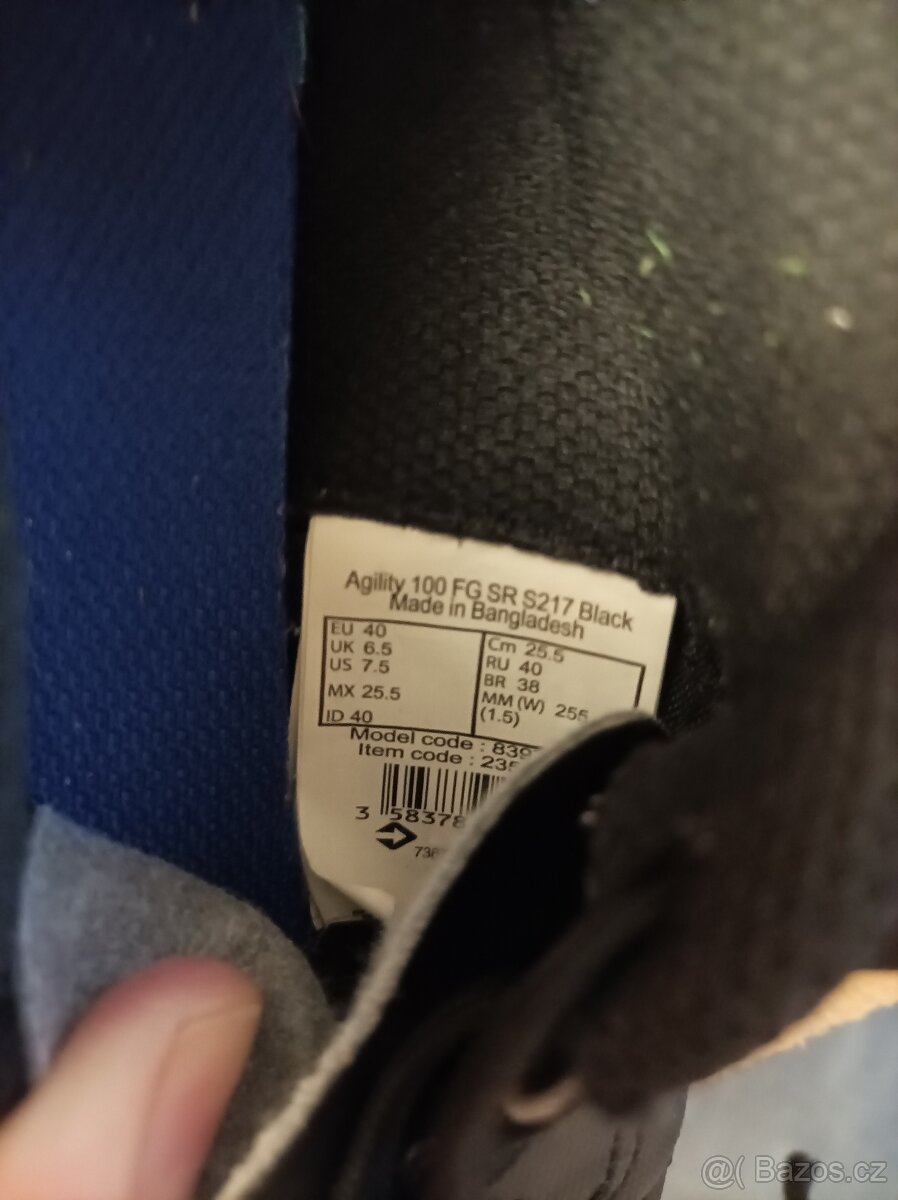 Agility 100 FG SR S217 Black
Made in Bangladesh
EU 40
UK 6.5
US 7.5
MX 25.5
ID 40
Cm 25.5
RU 40
BR 38
MM (W) 255
(1.5)
Model code : 839
Item code : 235
3 58378
738
@( Bazos.cz